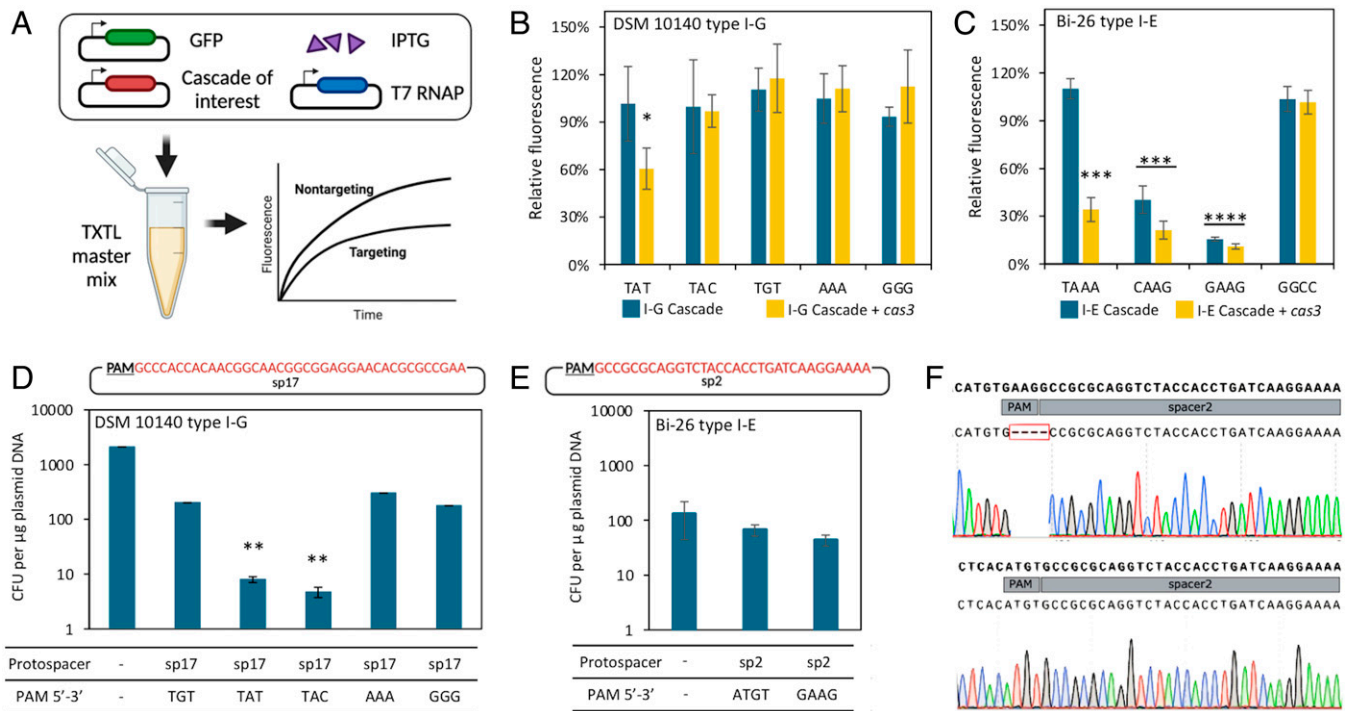 A
GFP
IPTG
Cascade of
interest
T7 RNAP
TXTL
master
mix
Fluorescence
Nontargeting
Targeting
Time
B
DSM 10140 type I-G
Relative fluorescence
150%
120%
90%
60%
30%
0%
*
TAT TAC TGT AAA GGG
I-G Cascade I-G Cascade + cas3
C
Bi-26 type I-E
Relative fluorescence
150%
120%
90%
60%
30%
0%
*** *** ****
TAAA CAAG GAAG GGCC
I-E Cascade I-E Cascade + cas3
D
PAMGCCCACCACAACGGCAACGGCGGAGGAACACGCGCCGAA
sp17
DSM 10140 type I-G
CFU per µg plasmid DNA
10000
1000
100
10
1
** **
Protospacer - sp17 sp17 sp17 sp17 sp17
PAM 5'-3' - TGT TAT TAC AAA GGG
E
PAMGCCGCGCAGGTCTACCACCTGATCAAGGAAAA
sp2
Bi-26 type I-E
CFU per µg plasmid DNA
10000
1000
100
10
1
Protospacer - sp2 sp2
PAM 5'-3' - ATGT GAAG
F
CATGTGAAGGCCGCGCAGGTCTACCACCTGATCAAGGAAAA
PAM spacer2
CATGTG----CCGCGCAGGTCTACCACCTGATCAAGGAAAA
CTCACATGTGCCGCGCAGGTCTACCACCTGATCAAGGAAAA
PAM spacer2
CTCACATGTGCCGCGCAGGTCTACCACCTGATCAAGGAAAA